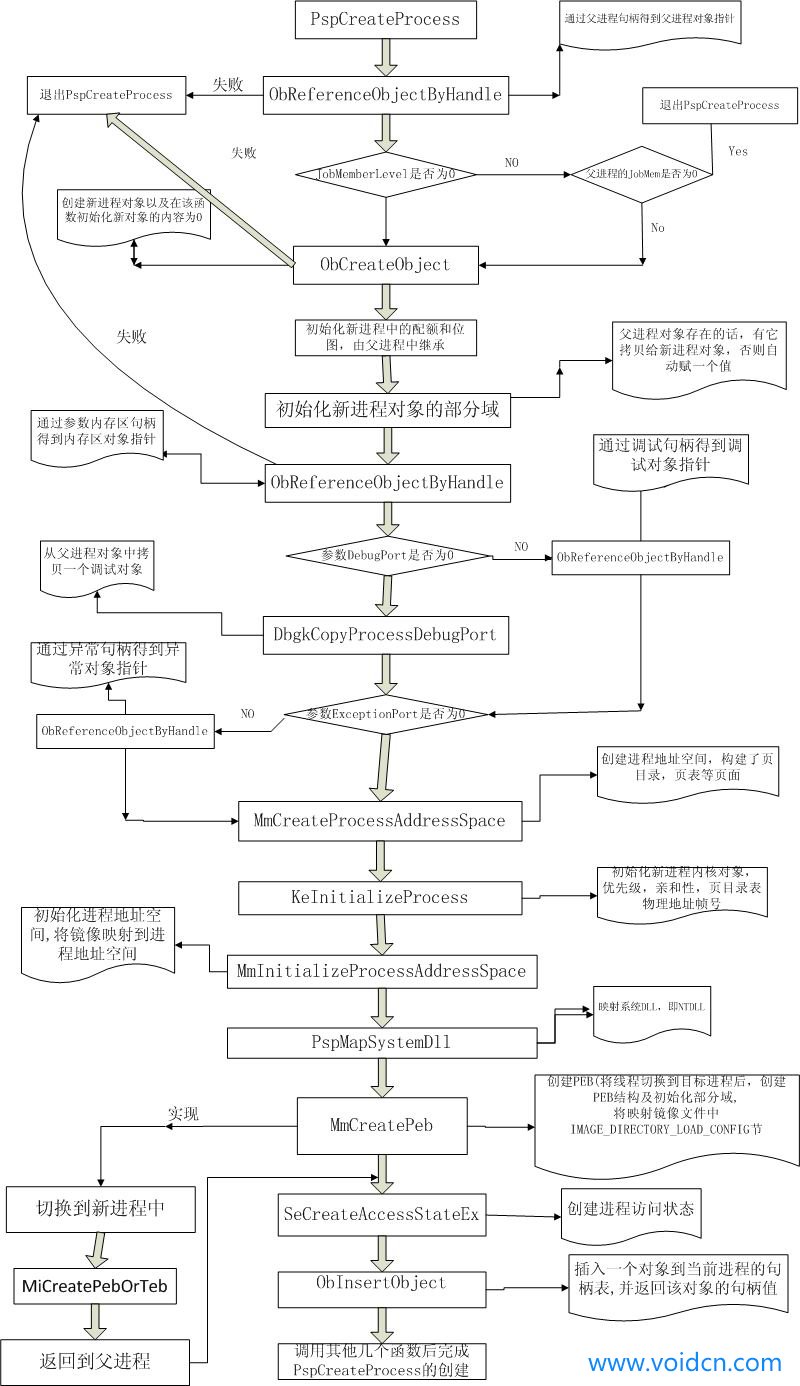 PspCreateProcess
通过父进程句柄得到父进程对象指针
退出PspCreateProcess
失败
ObReferenceObjectByHandle
退出PspCreateProcess
失败
JobMemberLevel是否为0
NO
父进程的JobMem是否为0
Yes
No
创建新进程对象以及在该函
数初始化新对象的内容为0
ObCreateObject
失败
初始化新进程中的配额和位
图，由父进程中继承
父进程对象存在的话，有它
拷贝给新进程对象，否则自
动赋一个值
初始化新进程对象的部分域
通过参数内存区句柄
得到内存区对象指针
通过调试句柄得到调
试对象指针
ObReferenceObjectByHandle
参数DebugPort是否为0
NO
ObReferenceObjectByHandle
从父进程对象中拷
贝一个调试对象
DbgkCopyProcessDebugPort
通过异常句柄得到异
常对象指针
参数ExceptionPort是否为0
NO
ObReferenceObjectByHandle
创建进程地址空间，构建了页
目录，页表等页面
MmCreateProcessAddressSpace
初始化新进程内核对象，
优先级，亲和性，页目录表
物理地址帧号
KeInitializeProcess
初始化进程地址空
间,将镜像映射到进
程地址空间
MmInitializeProcessAddressSpace
映射系统DLL，即NTDLL
PspMapSystemDll
创建PEB(将线程切换到目标进程后，创建
PEB结构及初始化部分域,
将映射镜像文件中
IMAGE_DIRECTORY_LOAD_CONFIG节
实现
MmCreatePeb
切换到新进程中
SeCreateAccessStateEx
创建进程访问状态
MiCreatePebOrTeb
ObInsertObject
插入一个对象到当前进程的句
柄表,并返回该对象的句柄值
返回到父进程
调用其他几个函数后完成
PspCreateProcess的创建
www.voidcn.com